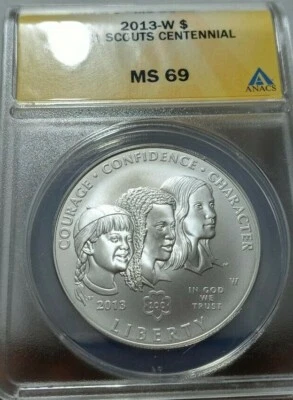 2013-W $
SCOUTS CENTENNIAL
MS 69
ANACS
COURAGE · CONFIDENCE · CHARACTER
W
2013
IN GOD
WE
TRUST
LIBERTY